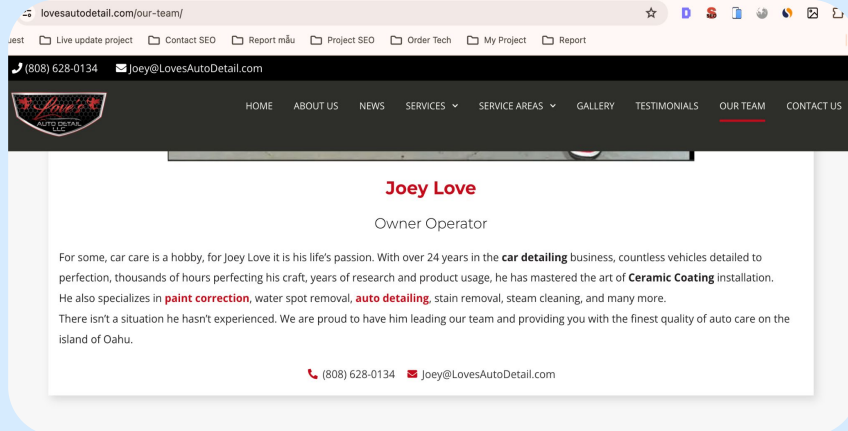 lovesautodetail.com/our-team/
Live update project Contact SEO Report mẫu Project SEO Order Tech My Project Report
(808) 628-0134 Joey@LovesAutoDetail.com
Love's
AUTO DETAIL
LLC
HOME ABOUT US NEWS SERVICES SERVICE AREAS GALLERY TESTIMONIALS OUR TEAM CONTACT US
Joey Love
Owner Operator
For some, car care is a hobby, for Joey Love it is his life's passion. With over 24 years in the car detailing business, countless vehicles detailed to
perfection, thousands of hours perfecting his craft, years of research and product usage, he has mastered the art of Ceramic Coating installation.
He also specializes in paint correction, water spot removal, auto detailing, stain removal, steam cleaning, and many more.
There isn't a situation he hasn't experienced. We are proud to have him leading our team and providing you with the finest quality of auto care on the
island of Oahu.
(808) 628-0134 Joey@LovesAutoDetail.com